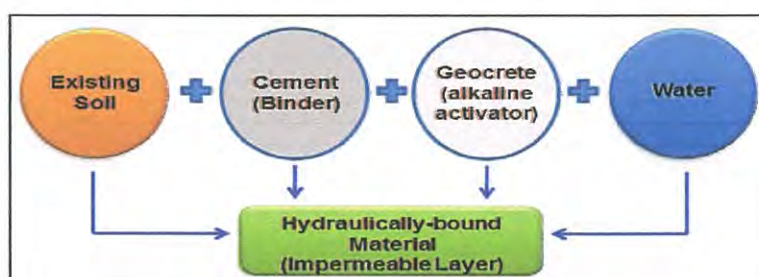 Existing
Soil
Cement
(Binder)
Geocrete
(alkaline
activator)
Water
Hydraulically-bound
Material
(Impermeable Layer)